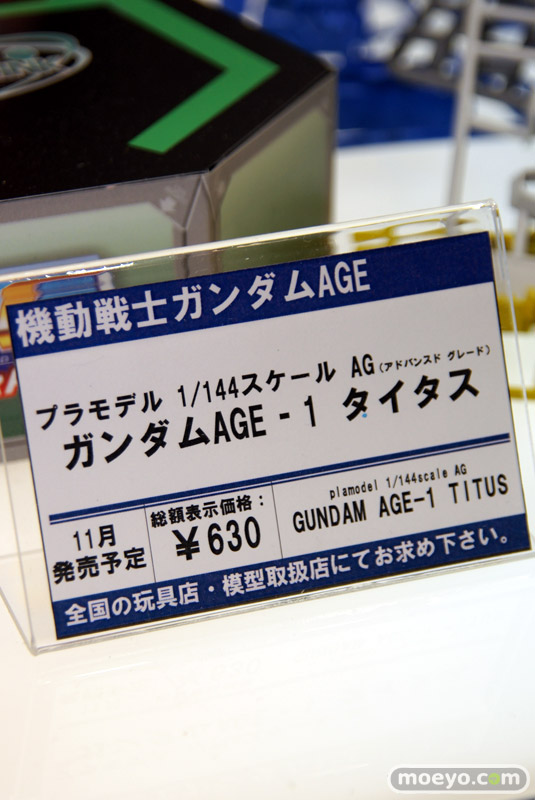 機動戦士ガンダムAGE
プラモデル 1/144スケール AG(アドバンスド グレード)
ガンダムAGE - 1 タイタス
11月
発売予定
総額表示価格:
¥630
plamodel 1/144scale AG
GUNDAM AGE-1 TITUS
全国の玩具店・模型取扱店にてお求め下さい。
moeyo.com